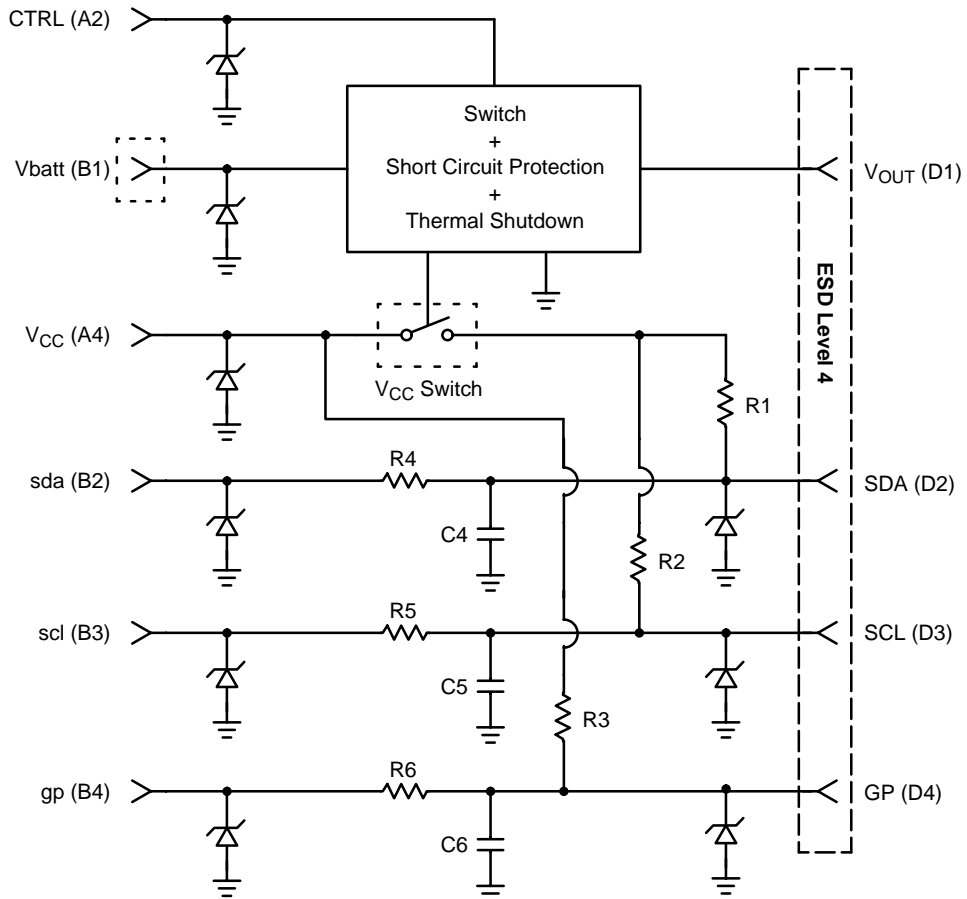 CTRL (A2)
Switch
+
Short Circuit Protection
+
Thermal Shutdown
Vbatt (B1)
VOUT (D1)
ESD Level 4
VCC (A4)
VCC Switch
R1
sda (B2)
R4
SDA (D2)
C4
R2
scl (B3)
R5
SCL (D3)
C5
R3
gp (B4)
R6
GP (D4)
C6